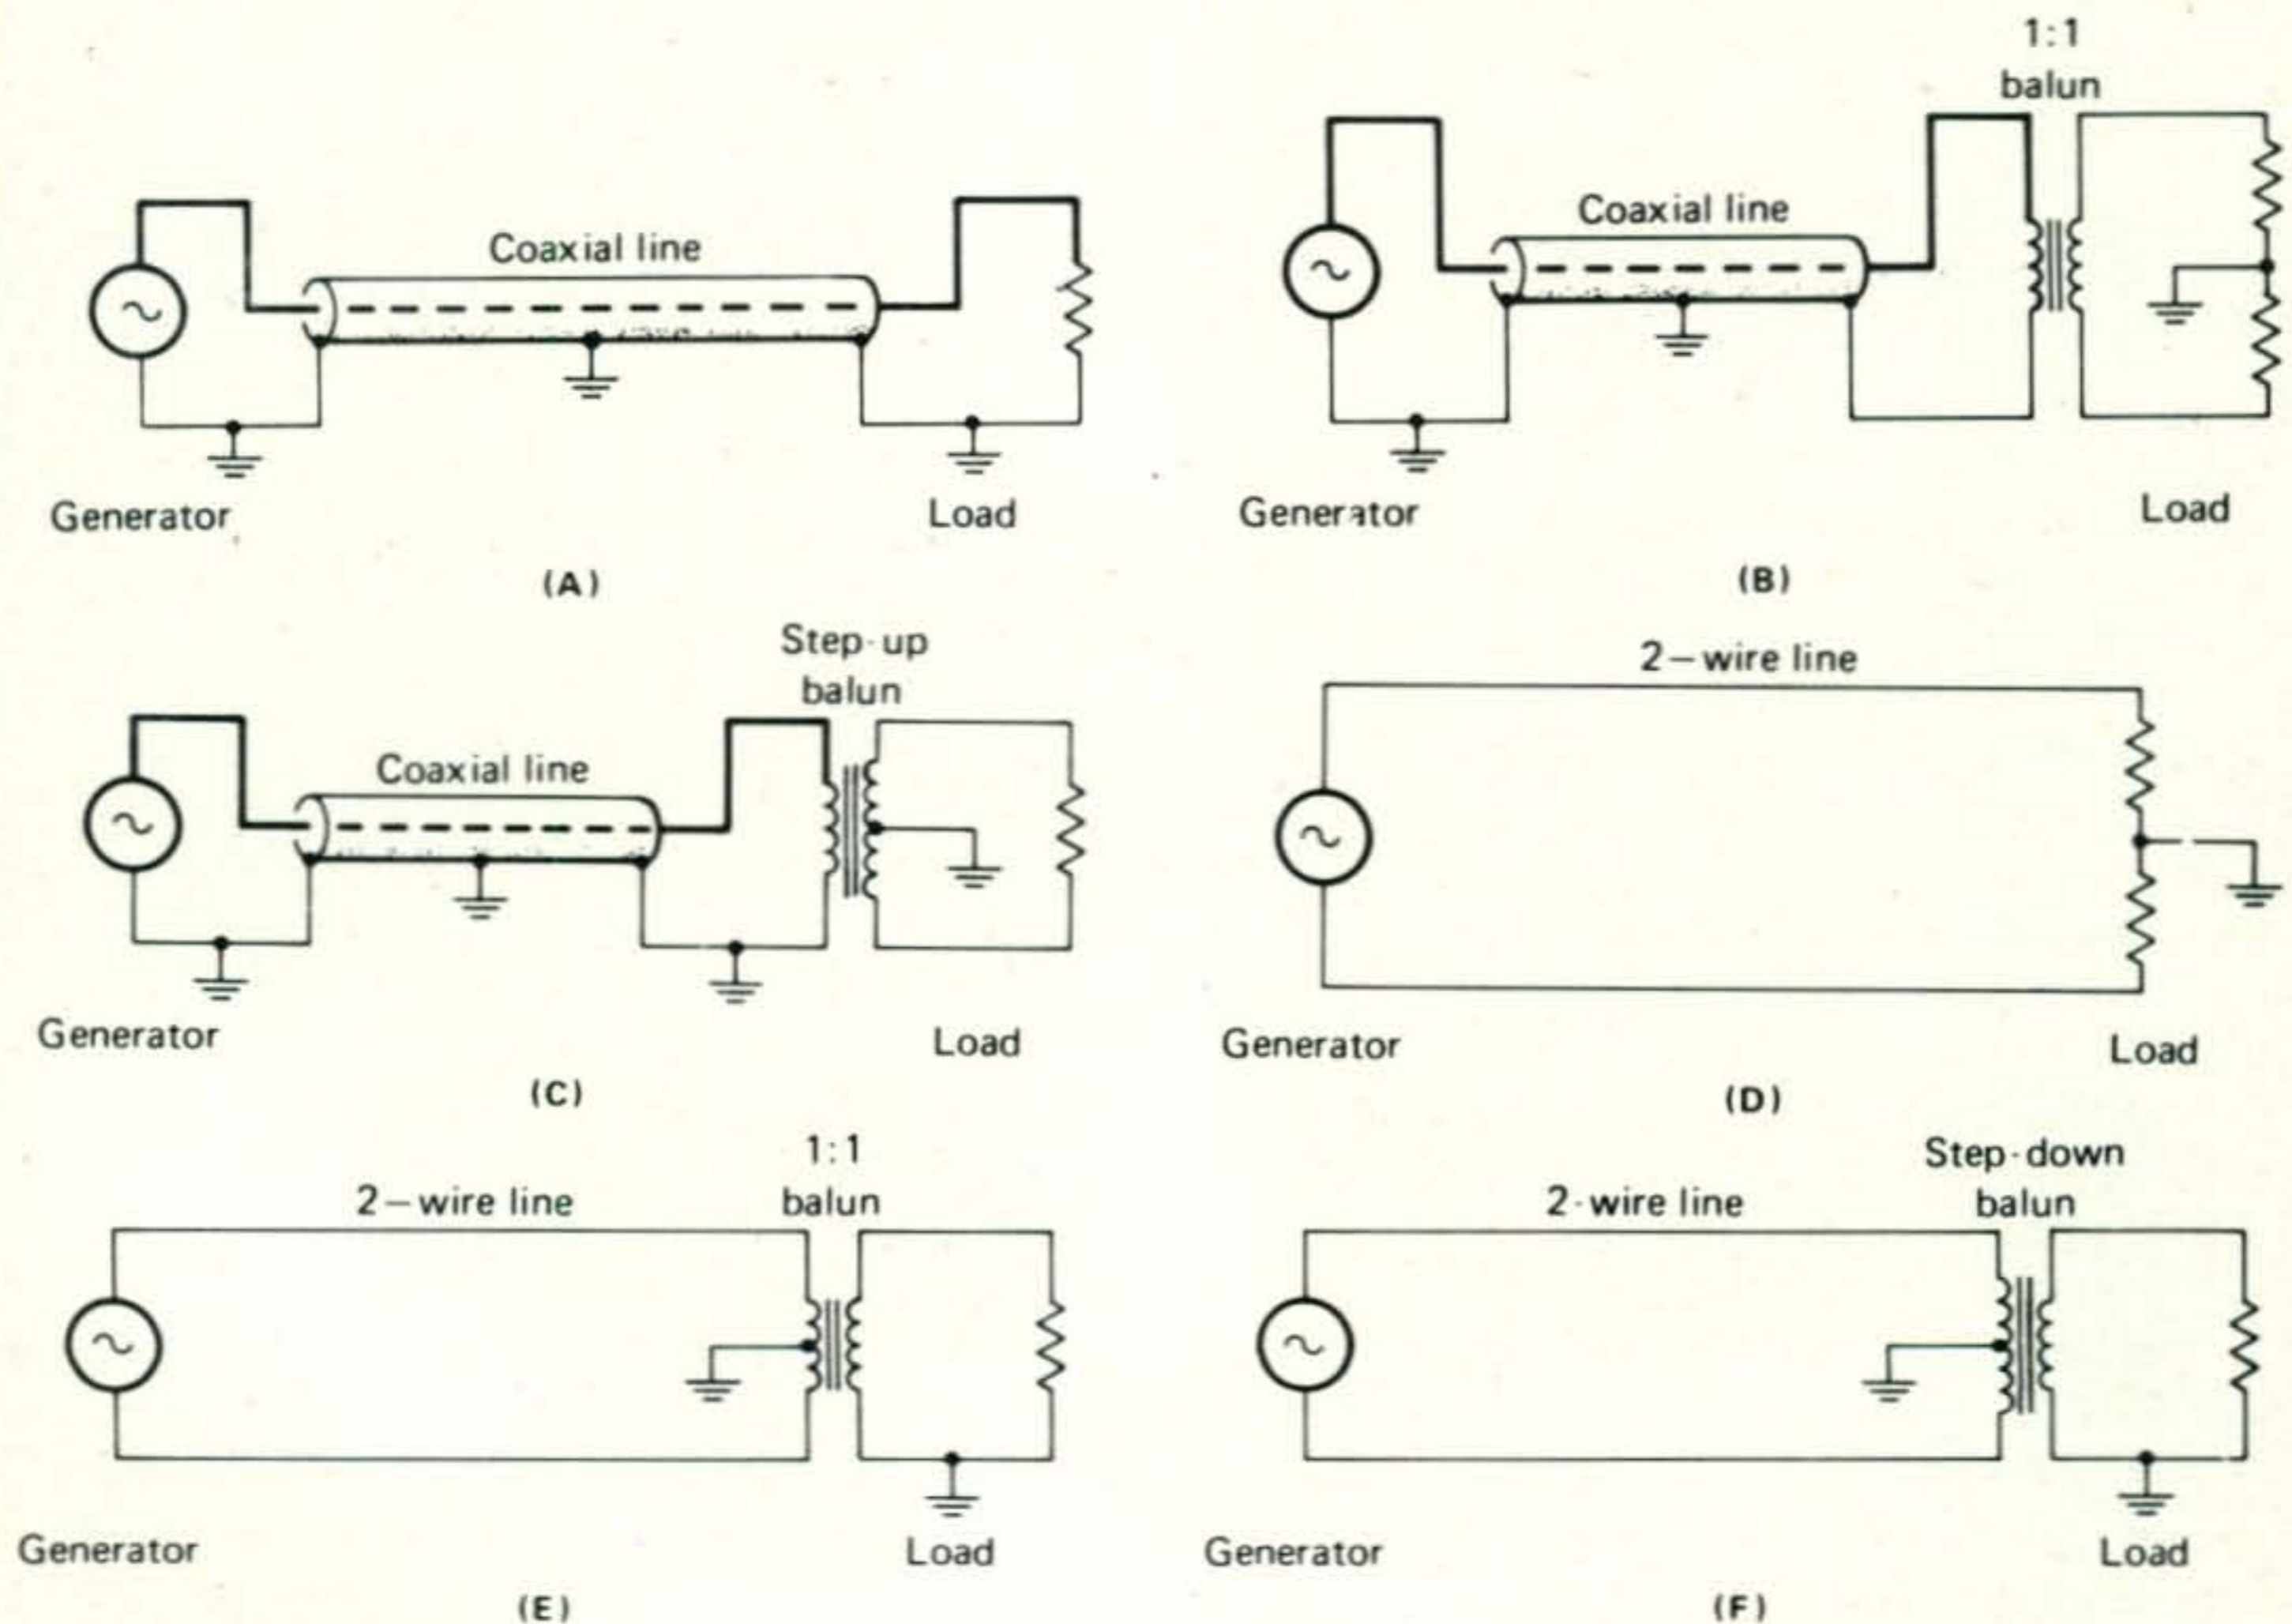 Coaxial line
Generator
Load
(A)
1:1
balun
Coaxial line
Generator
Load
(B)
Step-up
balun
Coaxial line
Generator
Load
(C)
2–wire line
Generator
Load
(D)
1:1
balun
2–wire line
Generator
Load
(E)
Step-down
balun
2-wire line
Generator
Load
(F)